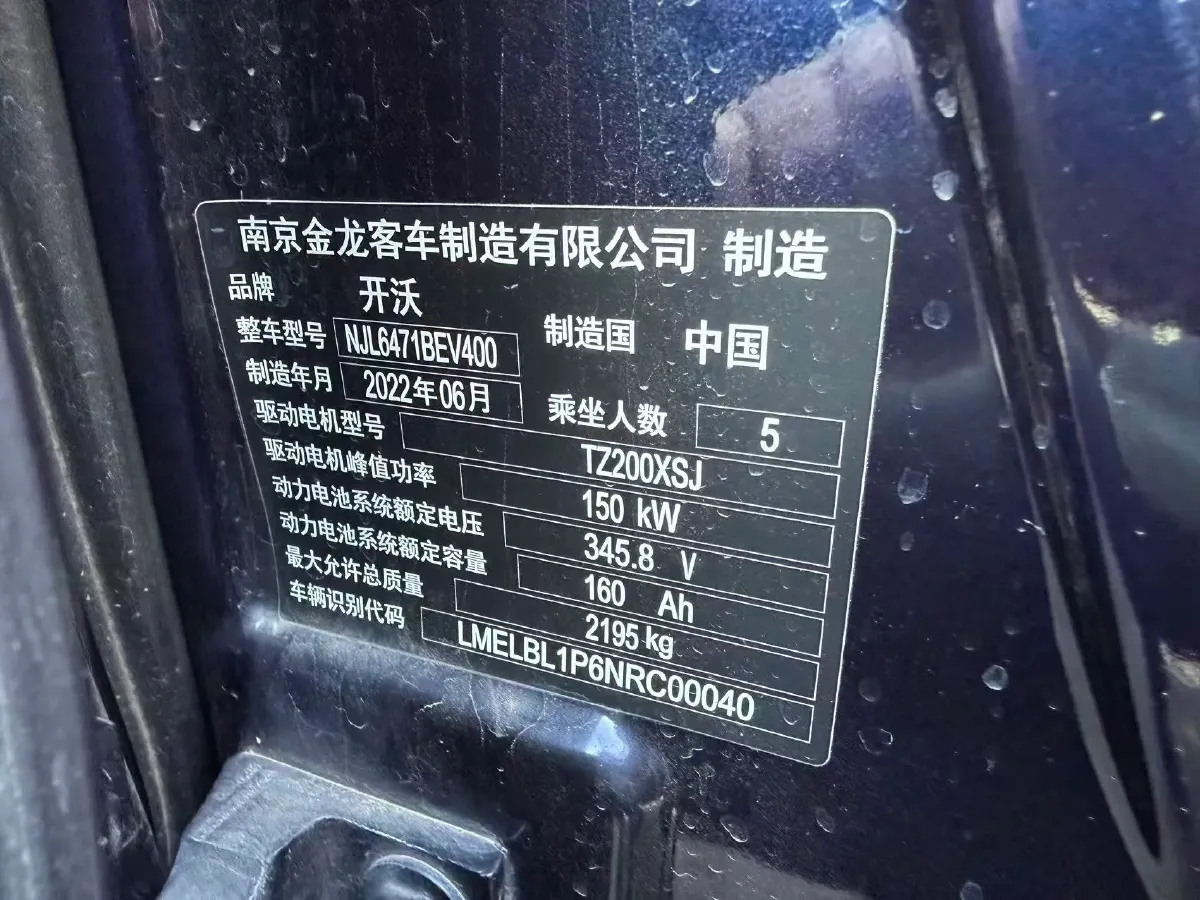 南京金龙客车制造有限公司 制造
品牌 开沃
整车型号 NJL6471BEV400 制造国 中国
制造年月 2022年06月 乘坐人数 5
驱动电机型号 TZ200XSJ
驱动电机峰值功率 150 kW
动力电池系统额定电压 345.8 V
动力电池系统额定容量 160 Ah
最大允许总质量 2195 kg
车辆识别代码 LMELBL1P6NRC00040